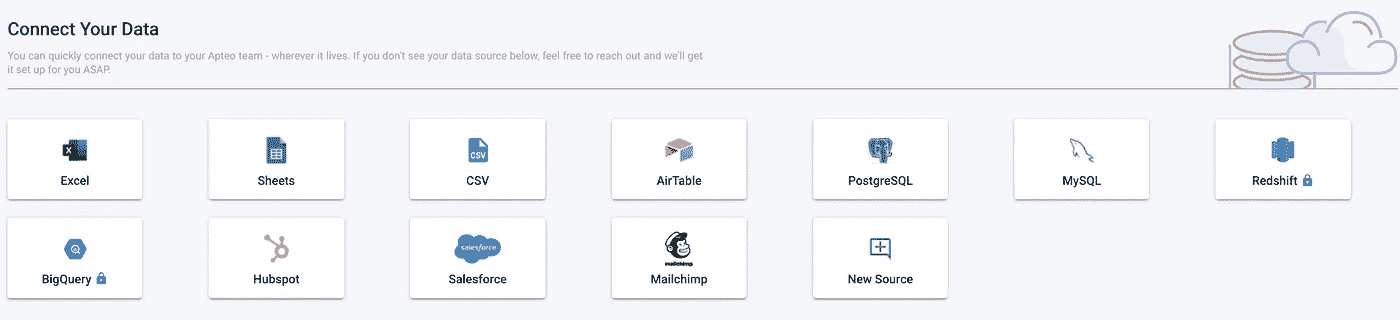 Connect Your Data
You can quickly connect your data to your Apteo team - wherever it lives. If you don't see your data source below, feel free to reach out and we'll get
it set up for you ASAP.
X
CSV
Excel
Sheets
CSV
AirTable
PostgreSQL
MySQL
Redshift
salesforce
mailchimp
BigQuery
Hubspot
Salesforce
Mailchimp
New Source